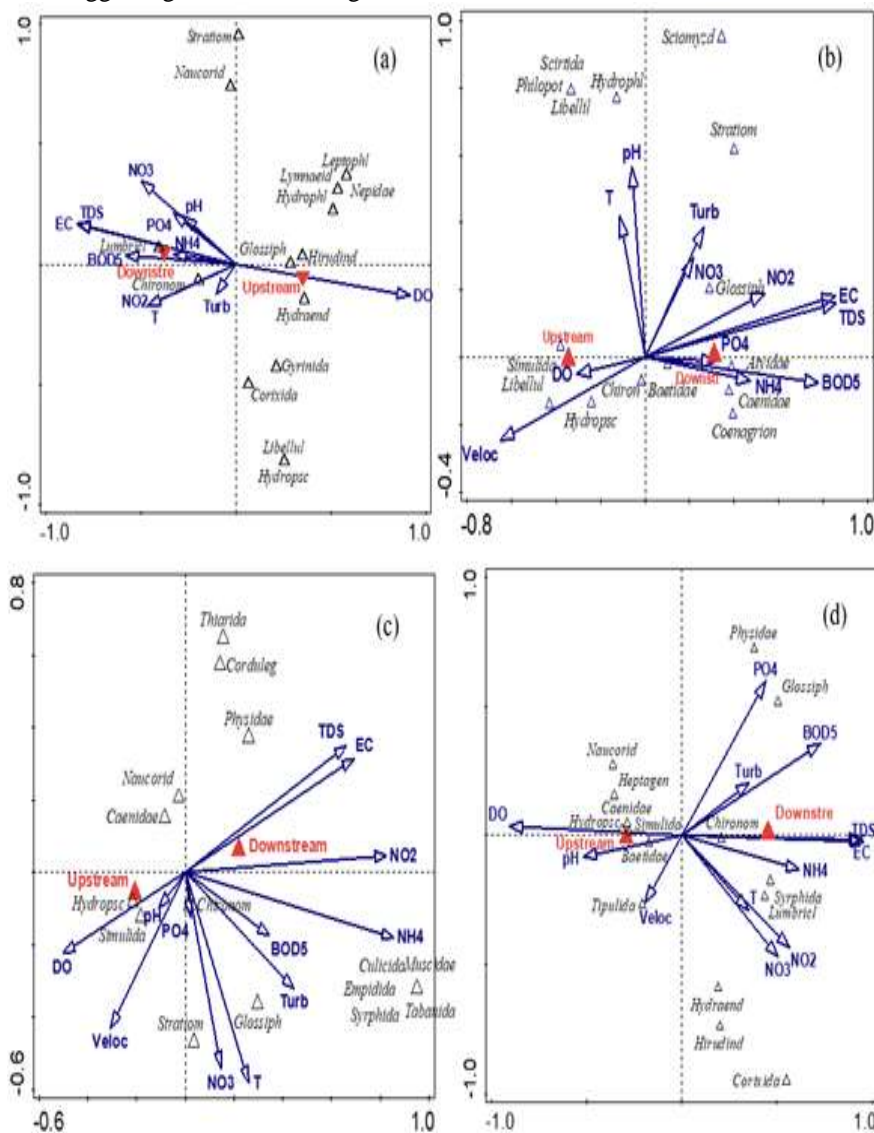 1.0
Stratiom
(a)
Naucorid
Leptophl
Lymnaeid
Nepidae
Hydrophl
NO3
pH
TDS
EC
PO4
NH4
Lumbricl
BOD5
Downstre
Glossiph
Hirudind
Chironom
Upstream
NO2
T
Turb
DO
Hydraend
Gyrinida
Corixida
Libellul
Hydropsc
-1.0
-1.0
1.0
1.0
Sciomyzd
(b)
Scirtida
Hydrophl
Philopot
Libellil
Stratiom
pH
T
Turb
NO3
NO2
Glossiph
EC
TDS
Upstream
PO4
Simulida
DO
Downsti
Libellul
Chiron
Baetidae
NH4
BOD5
Hydropsc
Caenidae
Coenagrion
Veloc
-0.4
-0.8
1.0
0.8
(c)
Thiarida
Corduleg
Physidae
TDS
EC
Naucorid
Caenidae
Downstream
NO2
Upstream
Hydropsc
pH
Chironom
Simulida
PO4
BOD5
NH4
DO
Culicida
Muscidae
Turb
Empidida
Tabanida
Syrphida
Veloc
Stratiom
Glossiph
NO3
T
-0.6
-0.6
1.0
1.0
(d)
Physidae
PO4
Glossiph
BOD5
Naucorid
Heptagen
Turb
Caenidae
DO
Hydropsc
Simulida
Chironom
Downstre
TDS
Upstream
EC
pH
Baetidae
NH4
Tipulida
Veloc
T
Syrphida
Lumbricl
NO3
NO2
Hydraend
Hirudind
-1.0
-1.0
1.0